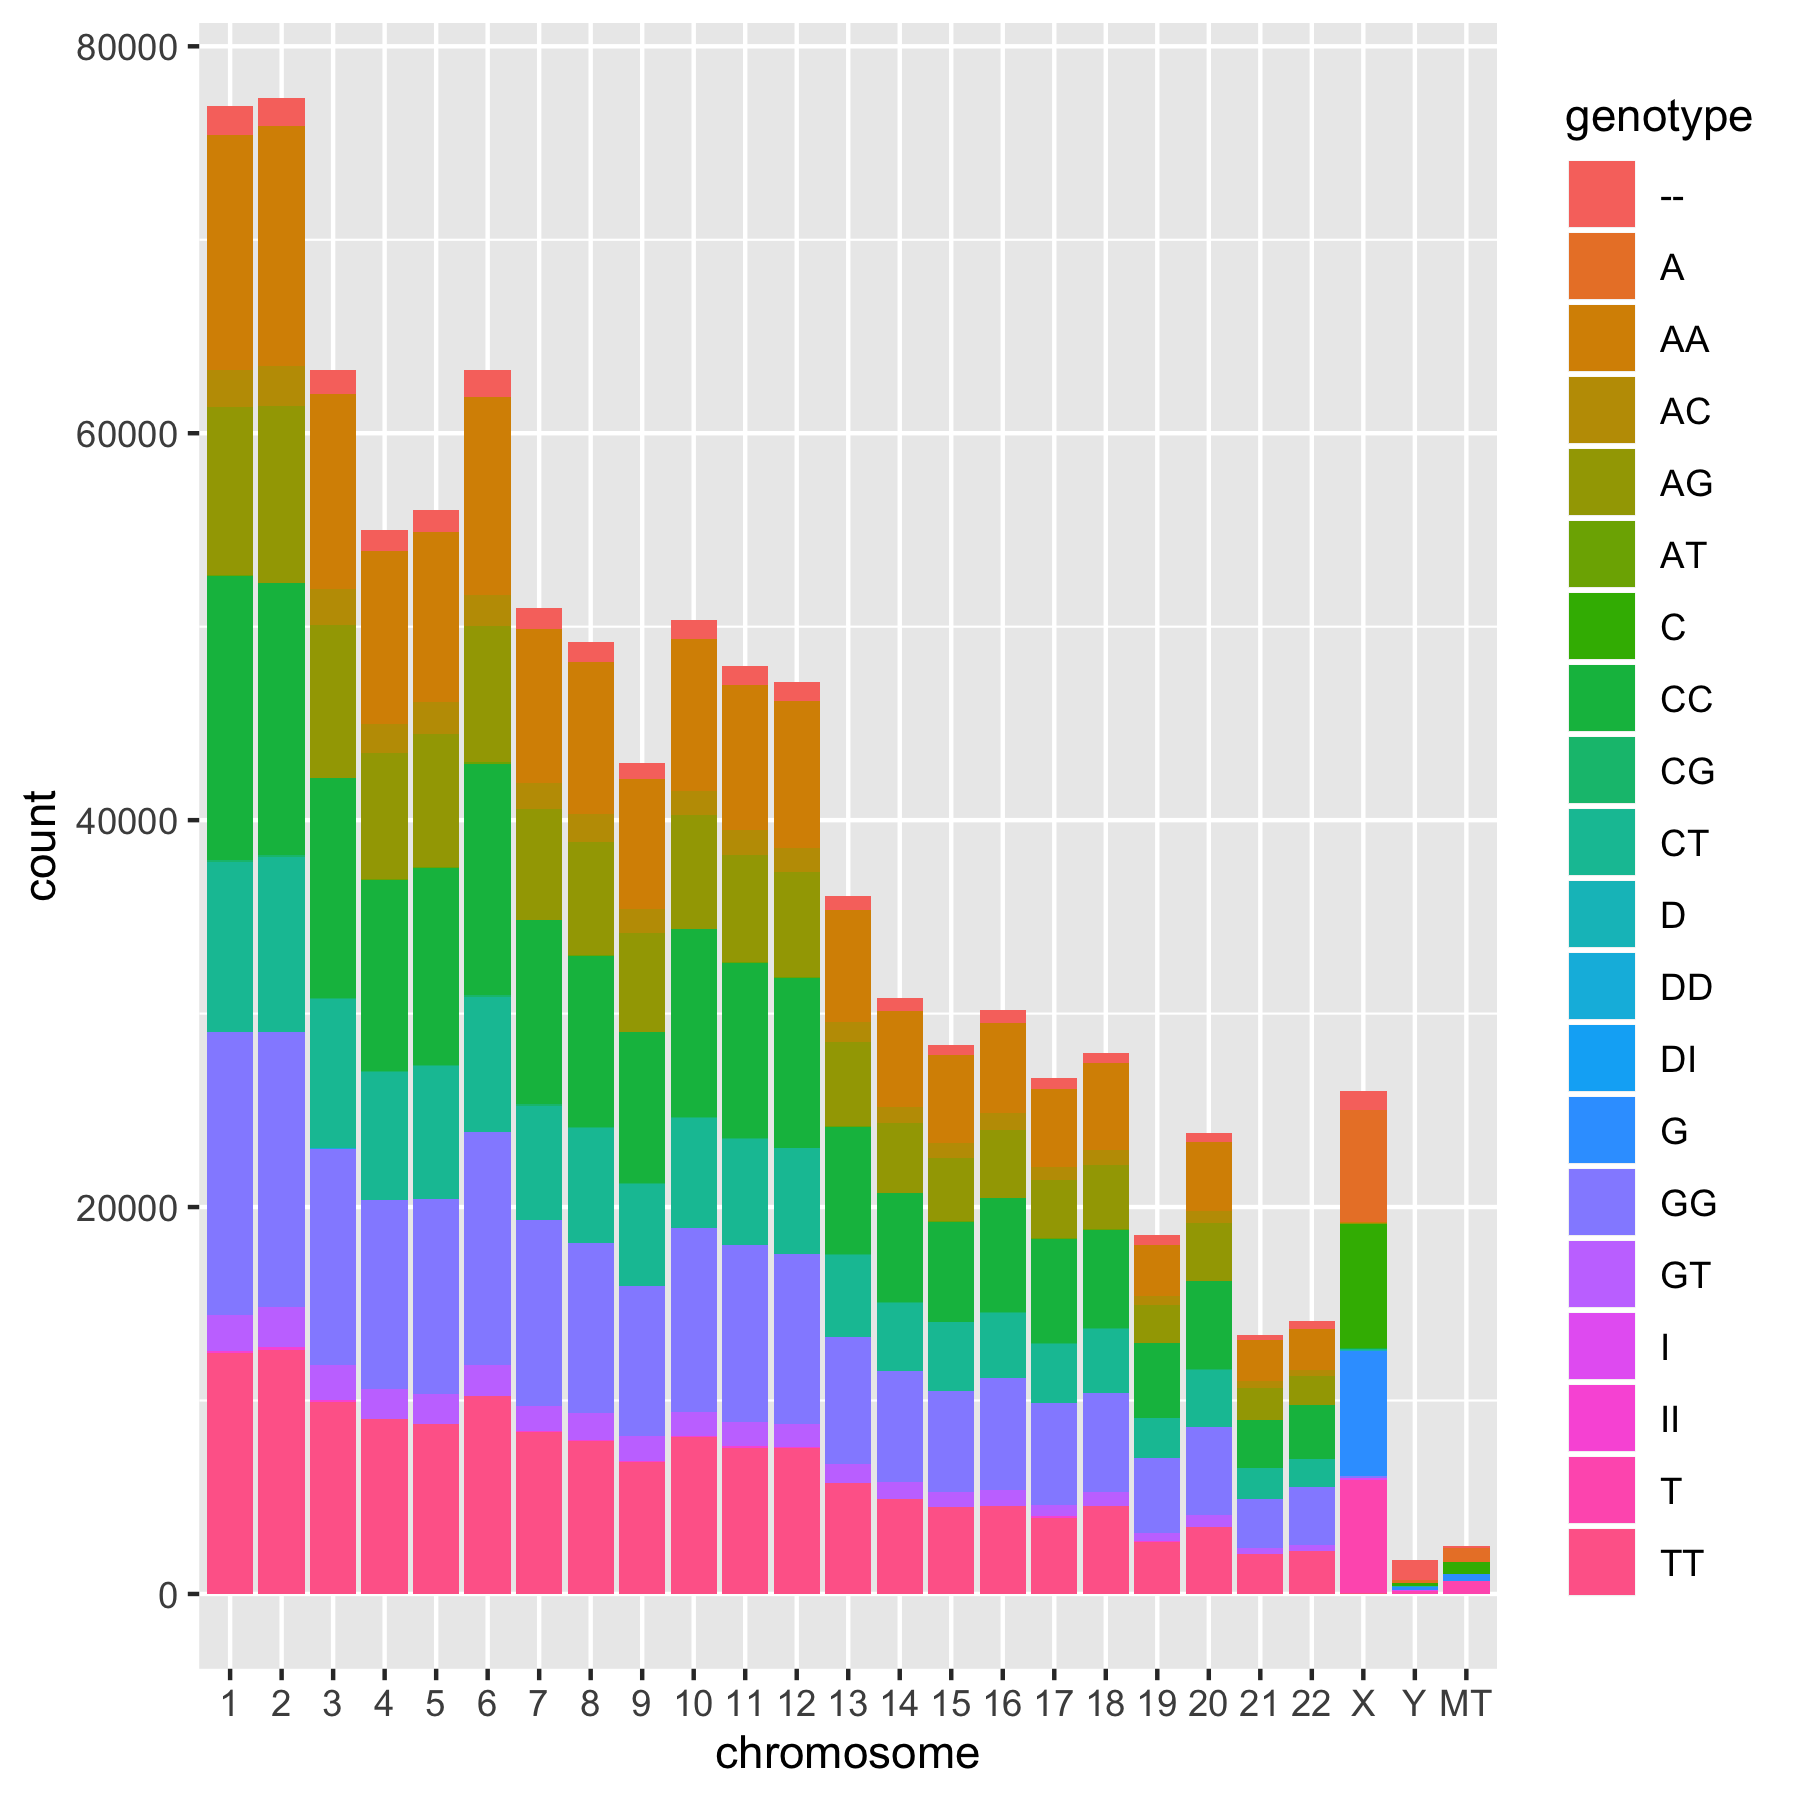 80000
60000
40000
20000
0
count
1 2 3 4 5 6 7 8 9 10 11 12 13 14 15 16 17 18 19 20 21 22 X Y MT
chromosome
genotype
--
A
AA
AC
AG
AT
C
CC
CG
CT
D
DD
DI
G
GG
GT
I
II
T
TT